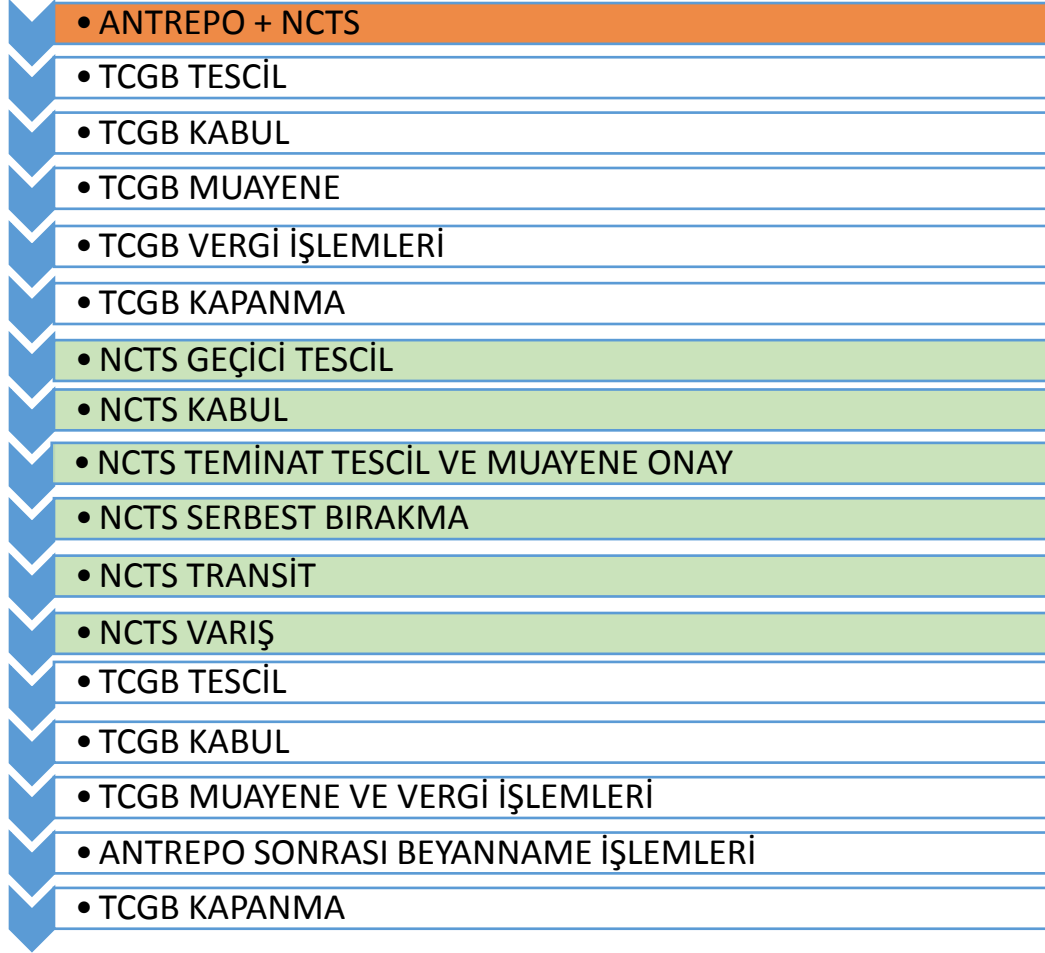 • ANTREPO + NCTS
• TCGB TESCİL
• TCGB KABUL
• TCGB MUAYENE
• TCGB VERGİ İŞLEMLERİ
• TCGB KAPANMA
• NCTS GEÇİCİ TESCİL
• NCTS KABUL
• NCTS TEMİNAT TESCİL VE MUAYENE ONAY
• NCTS SERBEST BIRAKMA
• NCTS TRANSİT
• NCTS VARIŞ
• TCGB TESCİL
• TCGB KABUL
• TCGB MUAYENE VE VERGİ İŞLEMLERİ
• ANTREPO SONRASI BEYANNAME İŞLEMLERİ
• TCGB KAPANMA